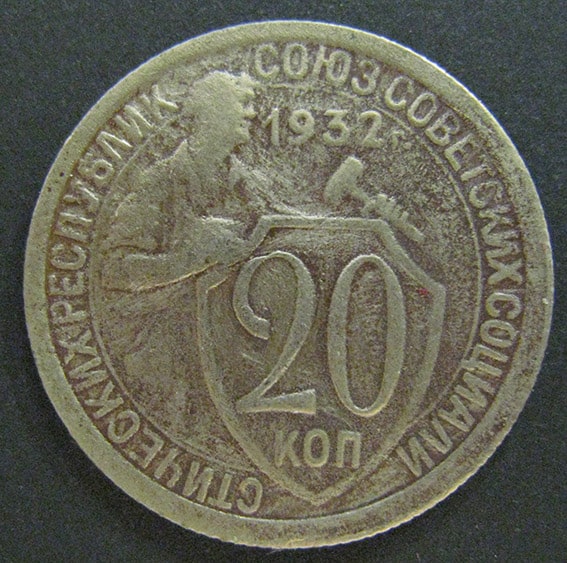 СОЮЗ СОВЕТСКИХ СОЦИАЛИСТИЧЕСКИХ РЕСПУБЛИК
1932 г.
20
КОП